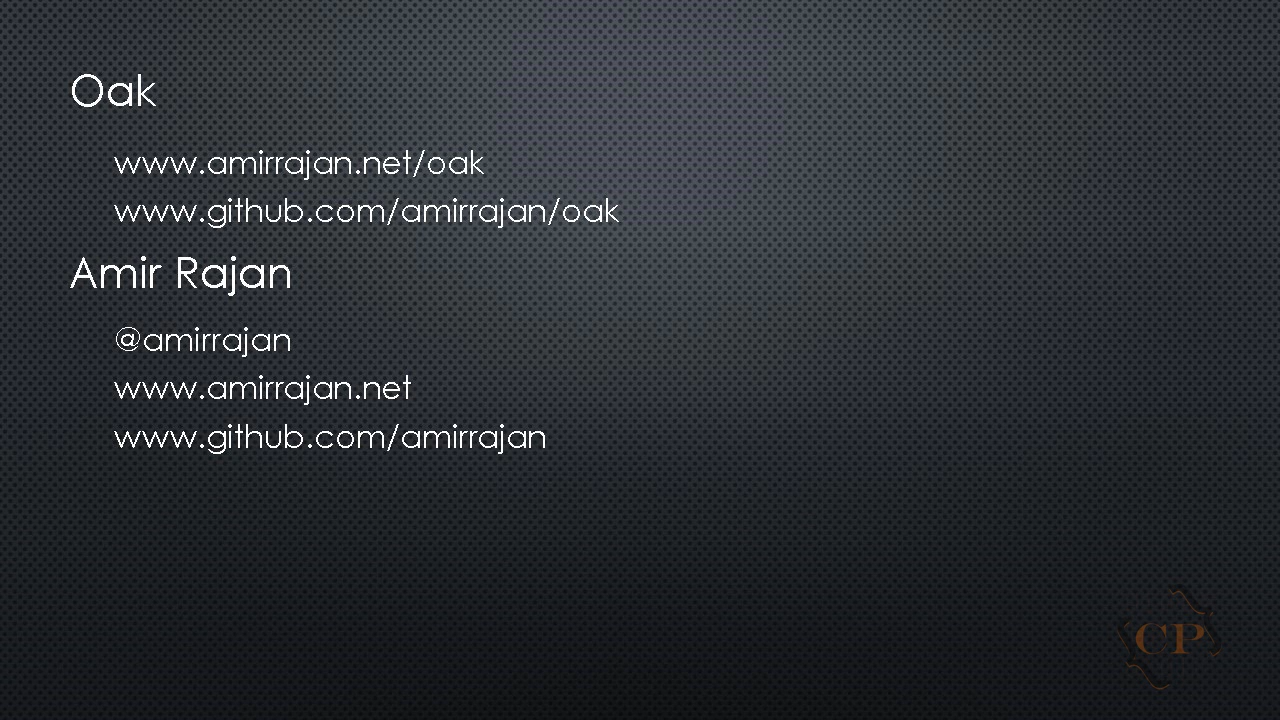 Oak
www.amirrajan.net/oak
www.github.com/amirrajan/oak
Amir Rajan
@amirrajan
www.amirrajan.net
www.github.com/amirrajan
CP